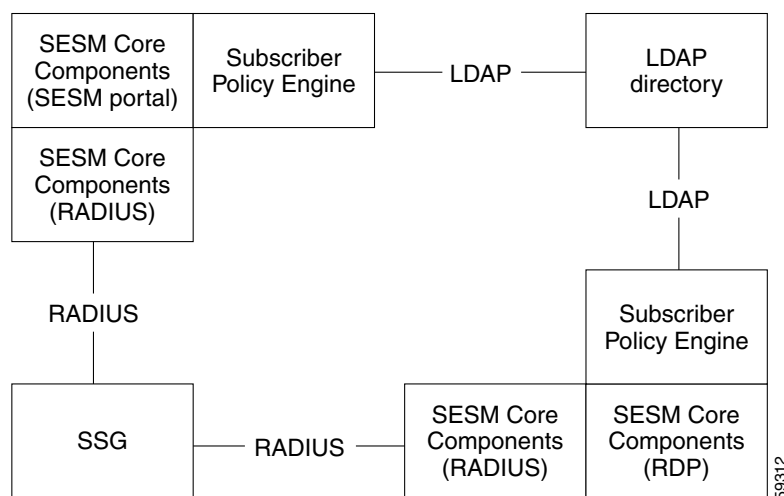 SESM Core
Components
(SESM portal)
Subscriber
Policy Engine
LDAP
LDAP
directory
SESM Core
Components
(RADIUS)
LDAP
RADIUS
Subscriber
Policy Engine
SSG
RADIUS
SESM Core
Components
(RADIUS)
SESM Core
Components
(RDP)
59312